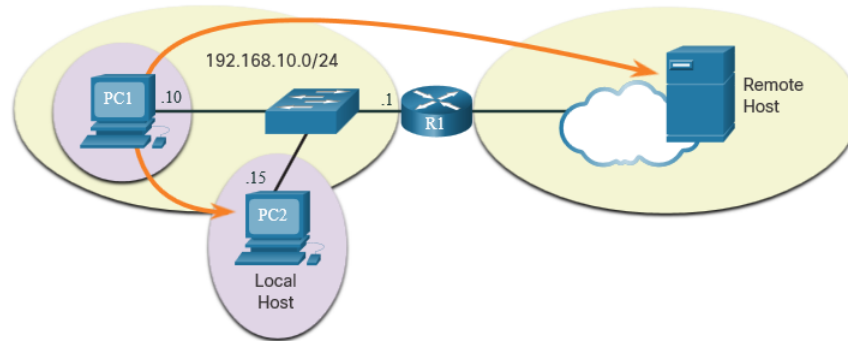 192.168.10.0/24
PC1
.10
.1
R1
Remote
Host
.15
PC2
Local
Host